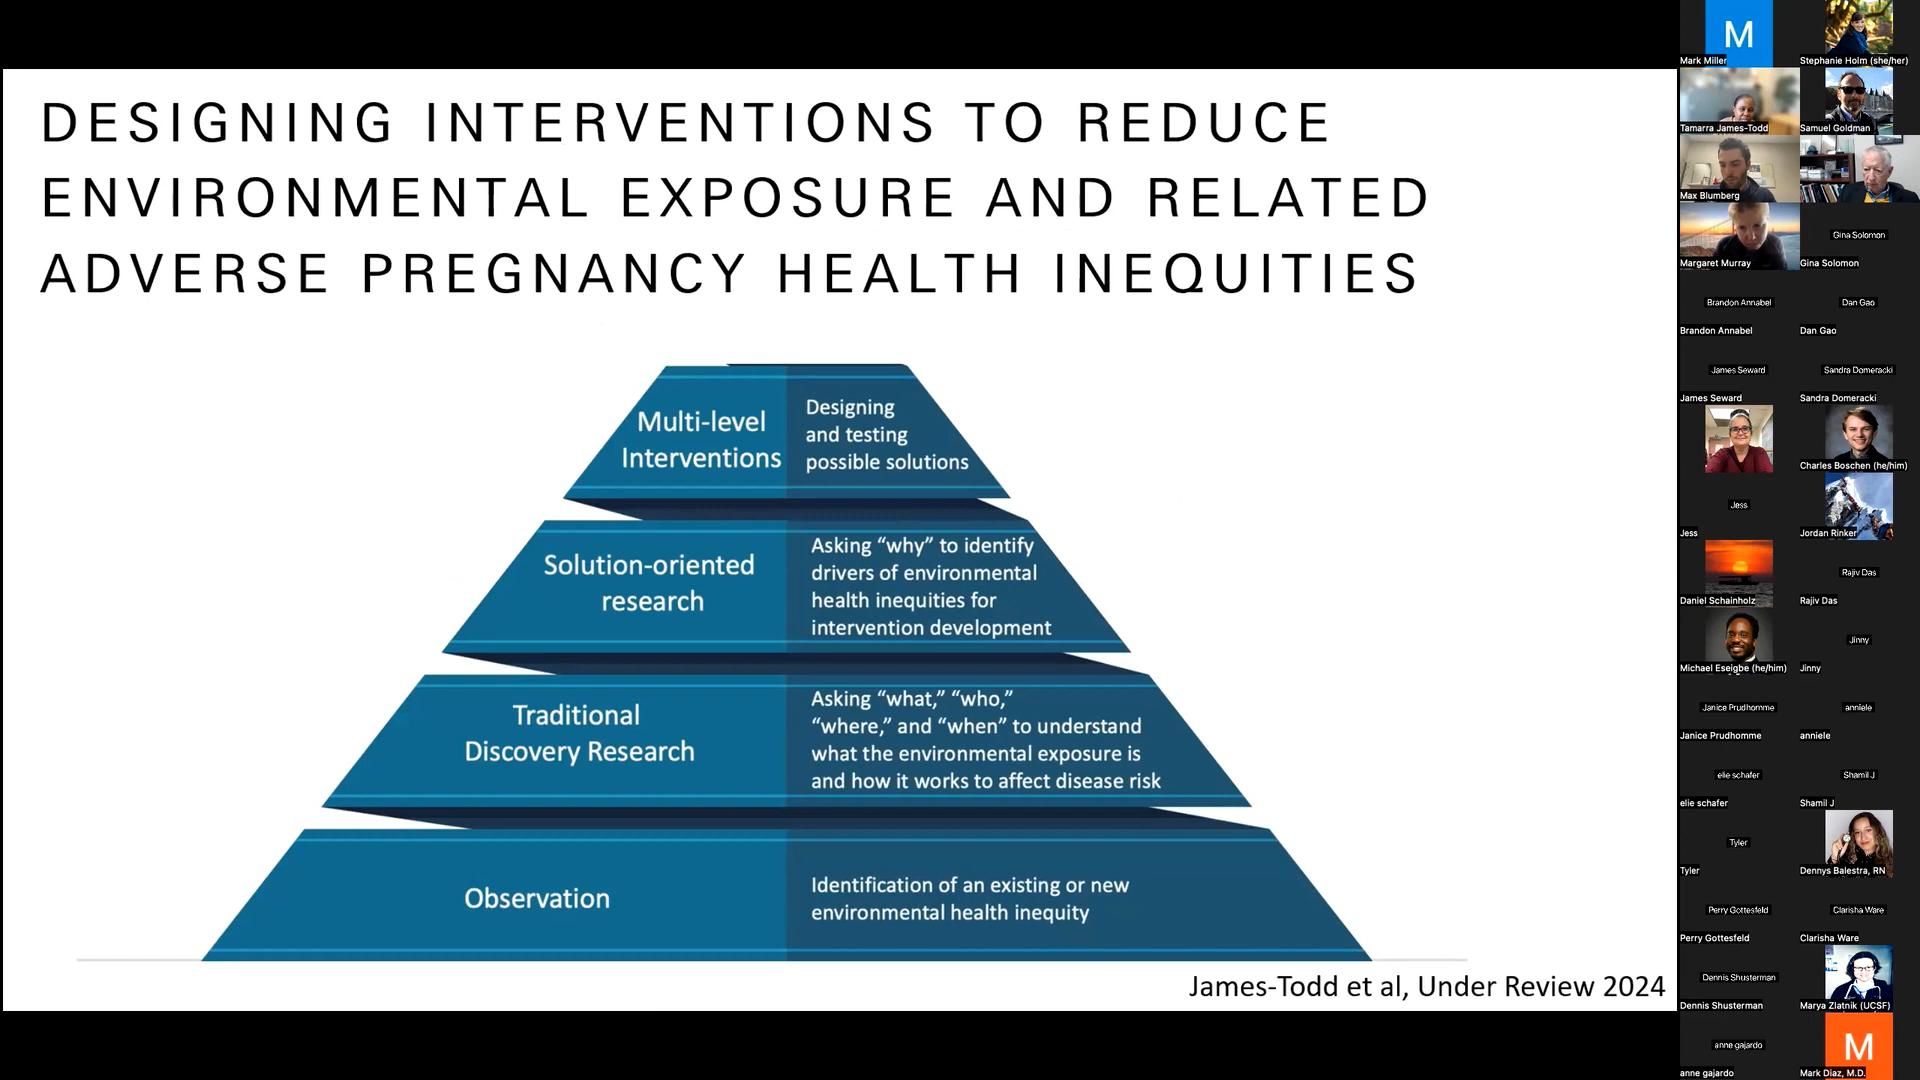 DESIGNING INTERVENTIONS TO REDUCE
ENVIRONMENTAL EXPOSURE AND RELATED
ADVERSE PREGNANCY HEALTH INEQUITIES
Multi-level
Interventions
Designing
and testing
possible solutions
Solution-oriented
research
Asking “why” to identify
drivers of environmental
health inequities for
intervention development
Traditional
Discovery Research
Asking “what,” “who,”
“where,” and “when” to understand
what the environmental exposure is
and how it works to affect disease risk
Observation
Identification of an existing or new
environmental health inequity
James-Todd et al, Under Review 2024
M
Mark Miller
Stephanie Holm (she/her)
Tamarra James-Todd
Samuel Goldman
Max Blumberg
Margaret Murray
Gina Solomon
Gina Solomon
Brandon Annabel
Dan Gao
Brandon Annabel
Dan Gao
James Seward
Sandra Domeracki
James Seward
Sandra Domeracki
Charles Boschen (he/him)
Jess
Jess
Jordan Rinker
Rajiv Das
Daniel Schainholz
Rajiv Das
Jinny
Michael Eseigbe (he/him)
Jinny
Janice Prudhomme
anniele
Janice Prudhomme
anniele
elie schafer
Shamil J
elie schafer
Shamil J
Tyler
Tyler
Dennys Balestra, RN
Perry Gottesfeld
Clarisha Ware
Perry Gottesfeld
Clarisha Ware
Dennis Shusterman
Dennis Shusterman
Marya Zlatnik (UCSF)
anne gajardo
M
anne gajardo
Mark Diaz, M.D.